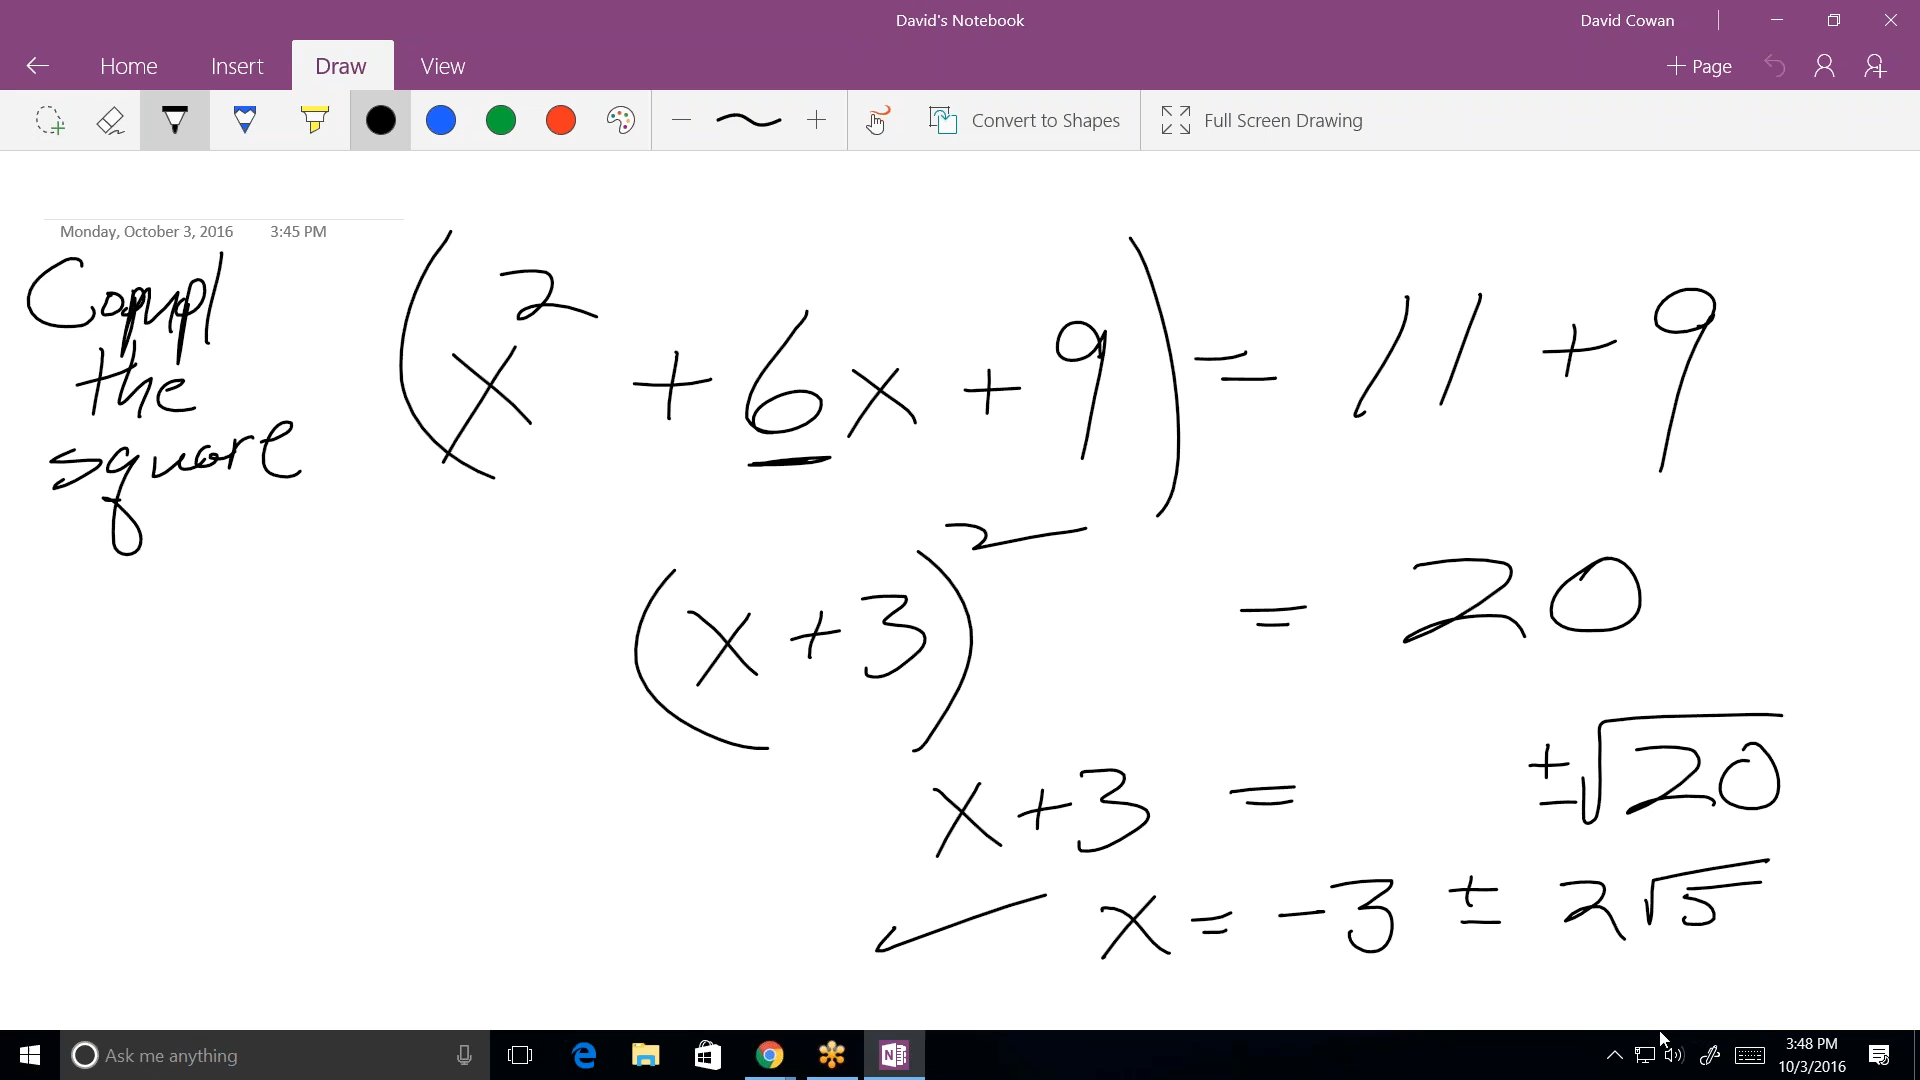 David's Notebook
David Cowan
Home Insert Draw View
Page
Convert to Shapes
Full Screen Drawing
Monday, October 3, 2016 3:45 PM
Compl
the
square
(x² + 6x + 9) = 11 + 9
(x + 3)² = 20
x + 3 = ±√20
✓ x = -3 ± 2√5
Ask me anything
3:48 PM
10/3/2016